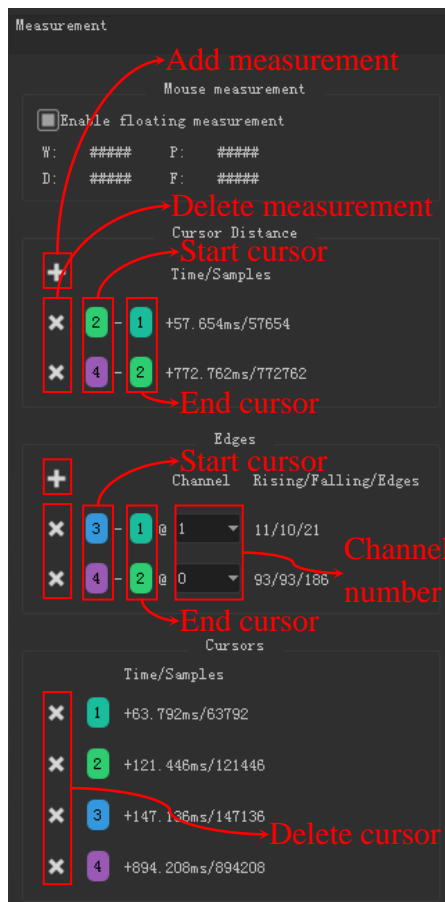 Measurement
Add measurement
Mouse measurement
Enable floating measurement
W: ##### P: #####
D: ##### F: #####
Delete measurement
Cursor Distance
Start cursor
+ Time/Samples
2 - 1 +57.654ms/57654
4 - 2 +772.762ms/772762
End cursor
Edges
Start cursor
+ Channel Rising/Falling/Edges
3 - 1 @ 1 11/10/21
Channel
4 - 2 @ 0 93/93/186
number
End cursor
Cursors
Time/Samples
1 +63.792ms/63792
2 +121.446ms/121446
3 +147.136ms/147136
Delete cursor
4 +894.208ms/894208